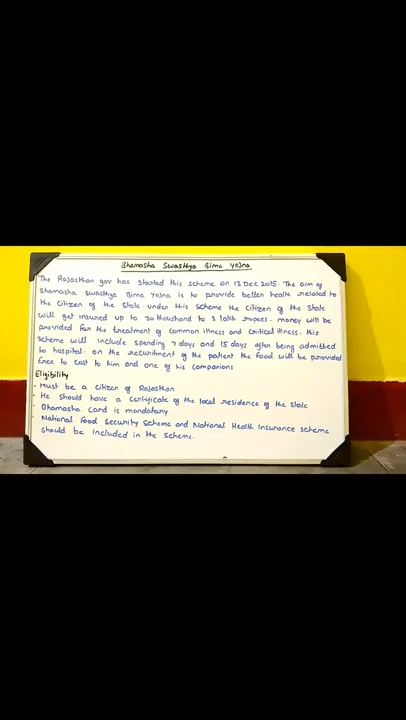 Bhamasha Swasthya Bima Yojna
The Rajasthan gov has started this scheme on 13 Dec 2015. The aim of
Bhamasha Swasthya Bima Yojna is to provide better health related to
the citizen of the state under this scheme the citizen of the state
will get insured up to 30 thoushand to 3 lakh rupees. money will be
provided for the treatment of common illness and critical illness. this
scheme will include spending 7 days and 15 days after being admitted
to hospital. on the recruitment of the patient the food will be provided
free to cast to him and one of his companions
Eligibility
- Must be a citizen of Rajasthan
- He should have a certificate of the local residence of the state
- Bhamasha card is mandatory
- National food security scheme and National Health Insurance scheme
should be included in the scheme.